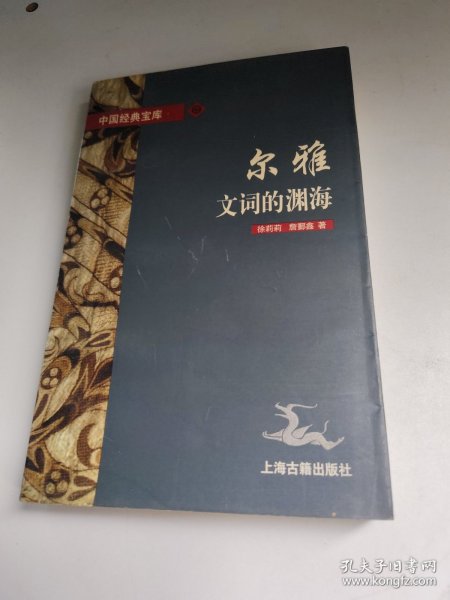 中国经典宝库
尔雅
文词的渊海
徐莉莉 詹鄞鑫 著
上海古籍出版社
孔夫子旧书网
www.kongfz.com